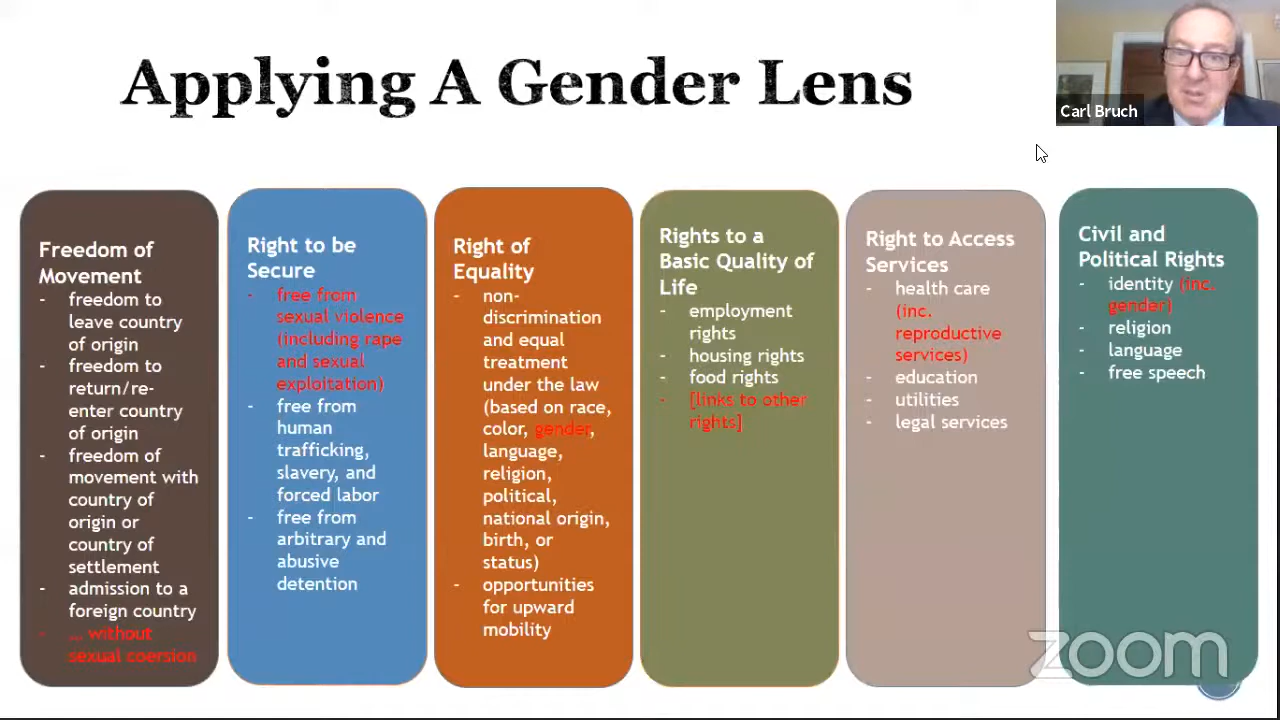 Applying A Gender Lens
Carl Bruch
Freedom of
Movement
- freedom to
leave country
of origin
- freedom to
return/re-
enter country
of origin
- freedom of
movement with
country of
origin or
country of
settlement
- admission to a
foreign country
- … without
sexual coersion
Right to be
Secure
- free from
sexual violence
(including rape
and sexual
exploitation)
- free from
human
trafficking,
slavery, and
forced labor
- free from
arbitrary and
abusive
detention
Right of
Equality
- non-
discrimination
and equal
treatment
under the law
(based on race,
color, gender,
language,
religion,
political,
national origin,
birth, or
status)
- opportunities
for upward
mobility
Rights to a
Basic Quality of
Life
- employment
rights
- housing rights
- food rights
- [links to other
rights]
Right to Access
Services
- health care
(inc.
reproductive
services)
- education
- utilities
- legal services
Civil and
Political Rights
- identity (inc.
gender)
- religion
- language
- free speech
zoom